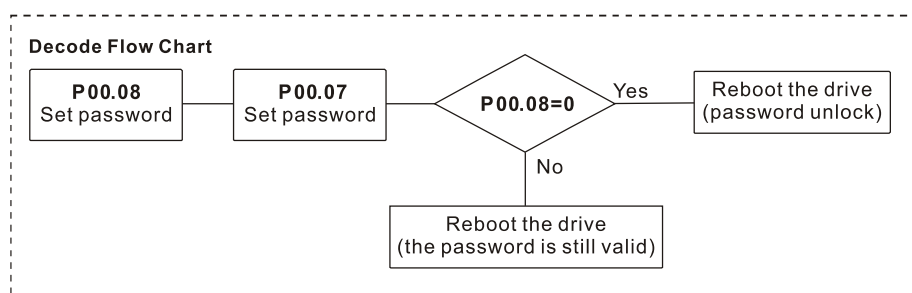 Decode Flow Chart
P00.08
Set password
P00.07
Set password
P00.08=0
Yes
Reboot the drive
(password unlock)
No
Reboot the drive
(the password is still valid)